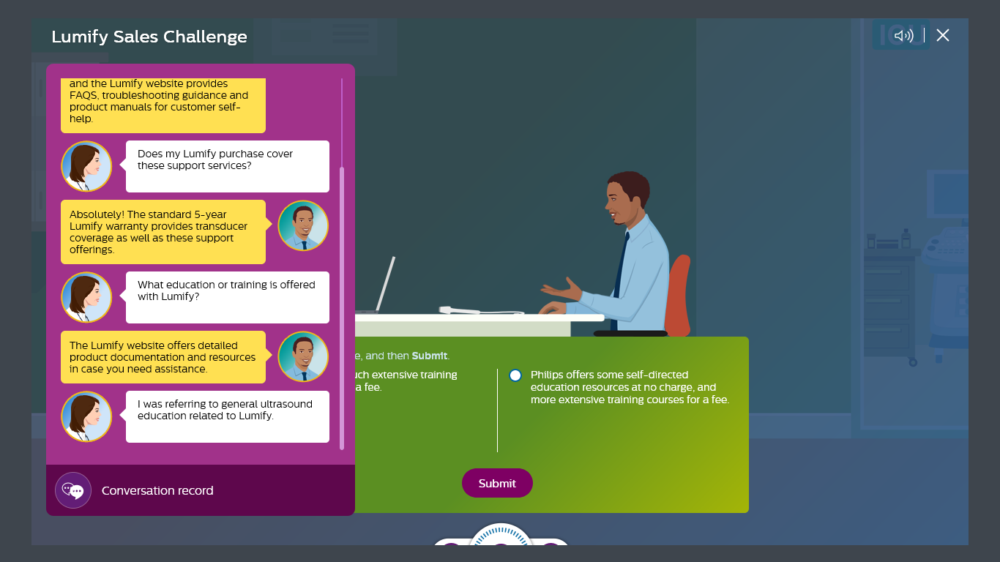 Lumify Sales Challenge
and the Lumify website provides
FAQS, troubleshooting guidance and
product manuals for customer self-
help.
Does my Lumify purchase cover
these support services?
Absolutely! The standard 5-year
Lumify warranty provides transducer
coverage as well as these support
offerings.
What education or training is offered
with Lumify?
The Lumify website offers detailed
product documentation and resources
in case you need assistance.
I was referring to general ultrasound
education related to Lumify.
Conversation record
, and then Submit.
extensive training
a fee.
Philips offers some self-directed
education resources at no charge, and
more extensive training courses for a fee.
Submit